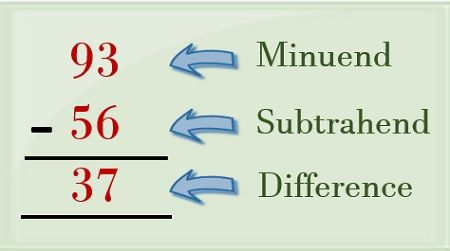 93 Minuend
- 56 Subtrahend
37 Difference